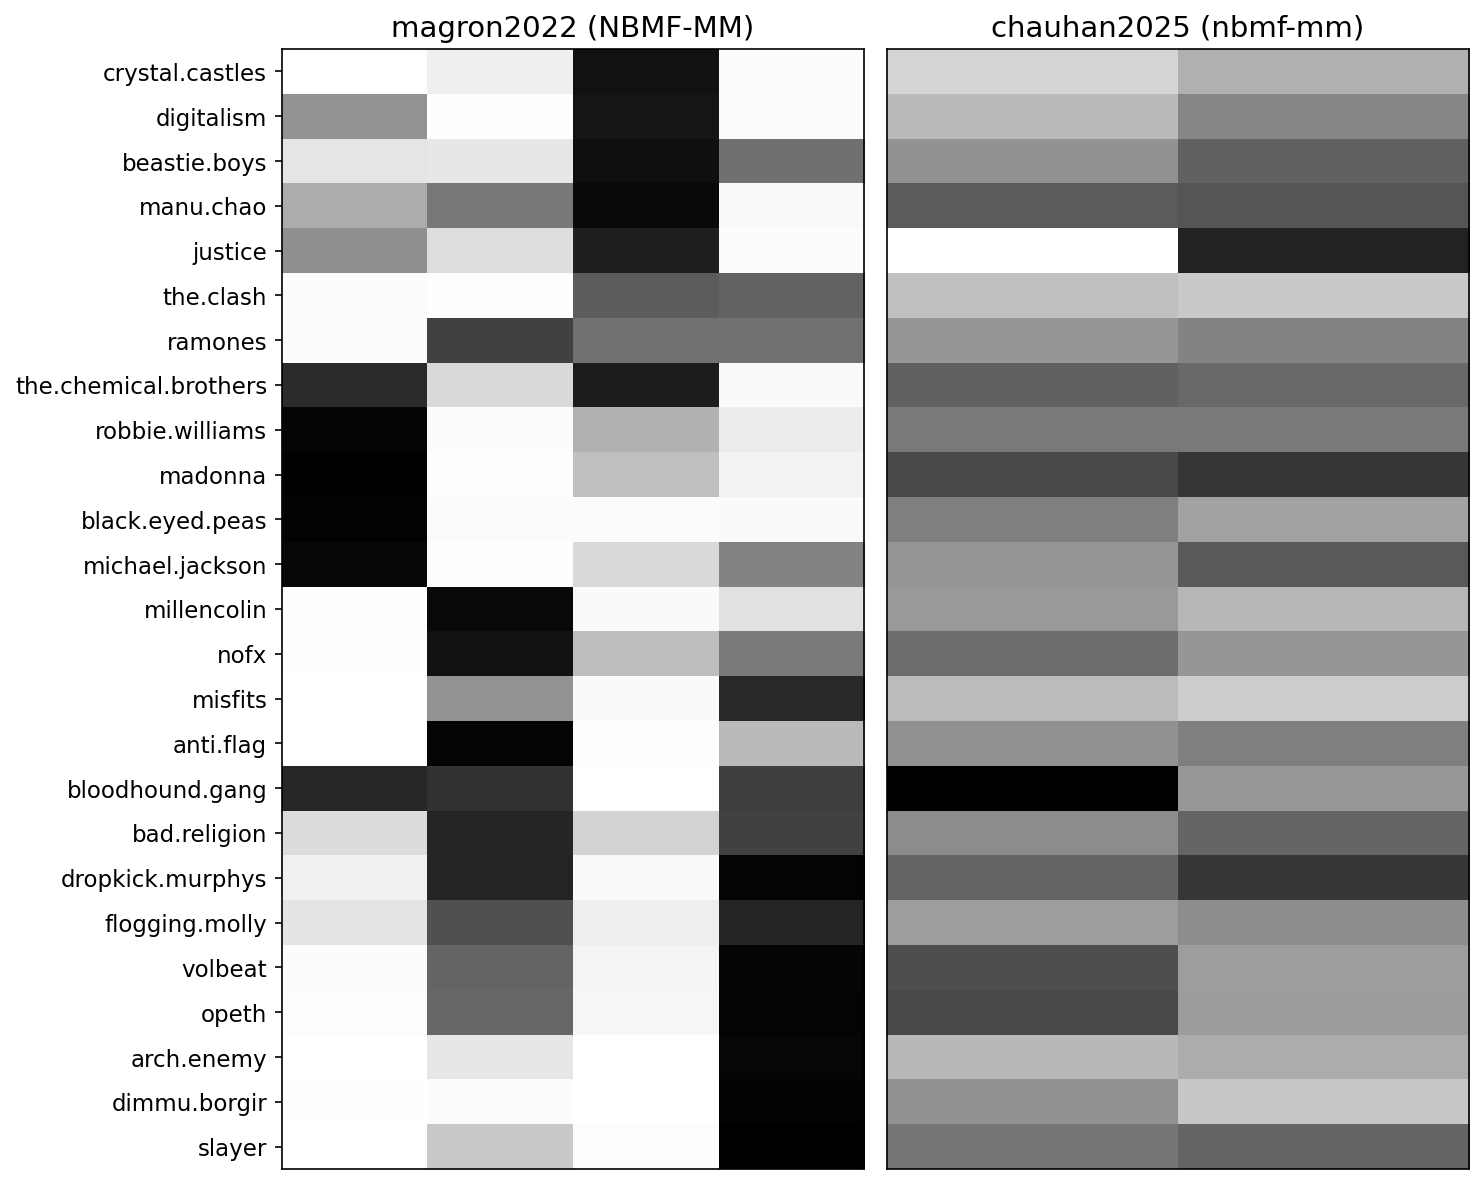 magron2022 (NBMF-MM)
chauhan2025 (nbmf-mm)
crystal.castles
digitalism
beastie.boys
manu.chao
justice
the.clash
ramones
the.chemical.brothers
robbie.williams
madonna
black.eyed.peas
michael.jackson
millencolin
nofx
misfits
anti.flag
bloodhound.gang
bad.religion
dropkick.murphys
flogging.molly
volbeat
opeth
arch.enemy
dimmu.borgir
slayer